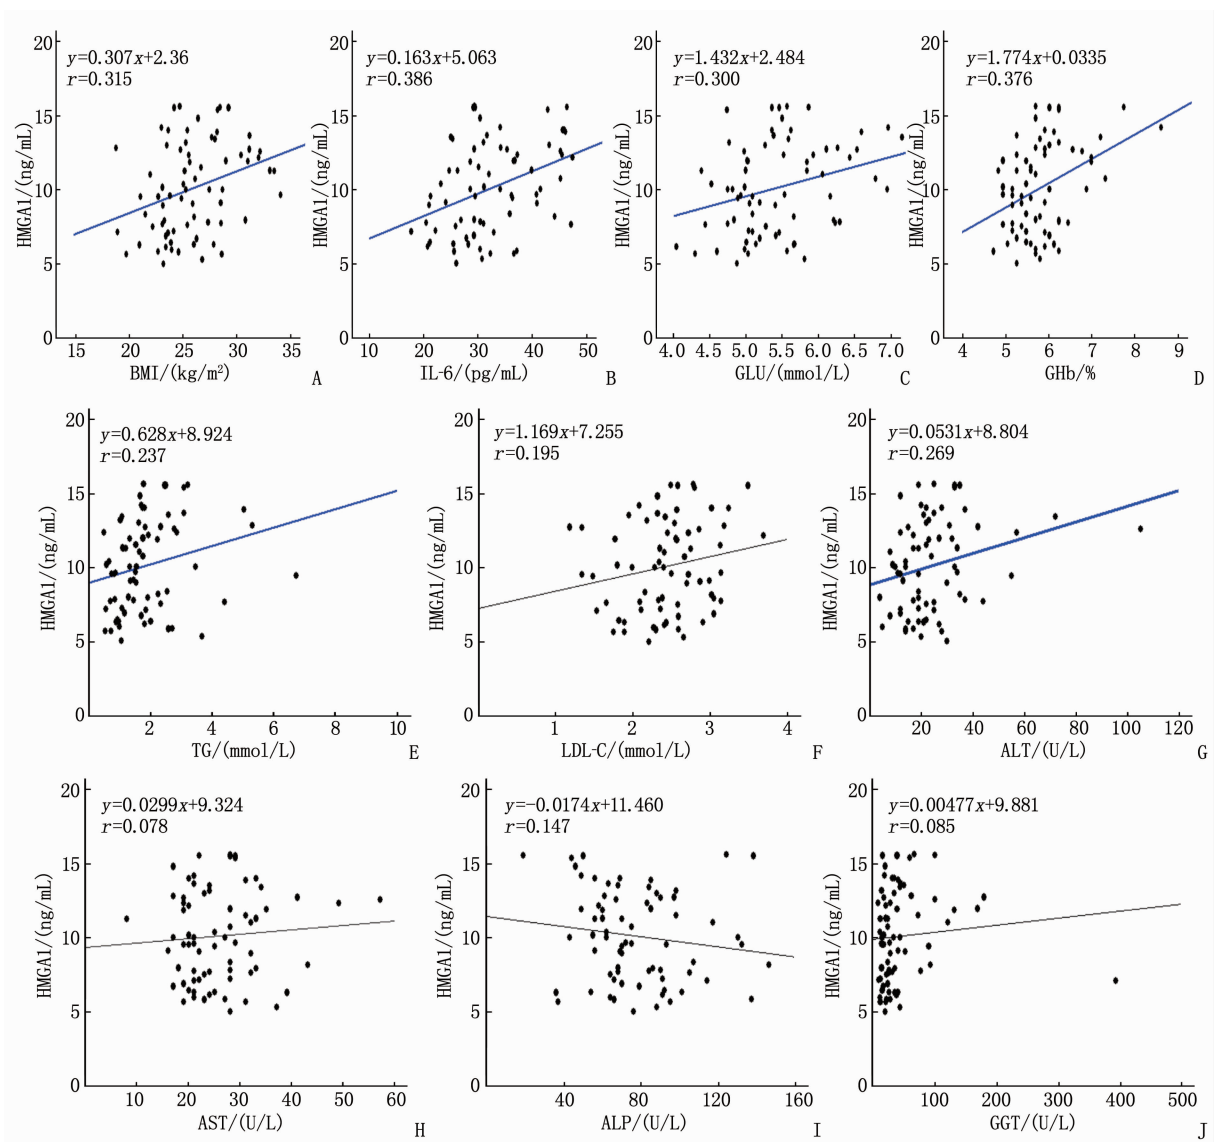 y=0.307x+2.36
r=0.315
HMGA1/(ng/mL)
20
15
10
5
0
15 20 25 30 35
BMI/(kg/m²)
A
y=0.163x+5.063
r=0.386
HMGA1/(ng/mL)
20
15
10
5
0
10 20 30 40 50
IL-6/(pg/mL)
B
y=1.432x+2.484
r=0.300
HMGA1/(ng/mL)
20
15
10
5
0
4.0 4.5 5.0 5.5 6.0 6.5 7.0
GLU/(mmol/L)
C
y=1.774x+0.0335
r=0.376
HMGA1/(ng/mL)
20
15
10
5
0
4 5 6 7 8 9
GHb/%
D
y=0.628x+8.924
r=0.237
HMGA1/(ng/mL)
20
15
10
5
0
2 4 6 8 10
TG/(mmol/L)
E
y=1.169x+7.255
r=0.195
HMGA1/(ng/mL)
20
15
10
5
0
1 2 3 4
LDL-C/(mmol/L)
F
y=0.0531x+8.804
r=0.269
HMGA1/(ng/mL)
20
15
10
5
0
20 40 60 80 100 120
ALT/(U/L)
G
y=0.0299x+9.324
r=0.078
HMGA1/(ng/mL)
20
15
10
5
0
10 20 30 40 50 60
AST/(U/L)
H
y=-0.0174x+11.460
r=0.147
HMGA1/(ng/mL)
20
15
10
5
0
40 80 120 160
ALP/(U/L)
I
y=0.00477x+9.881
r=0.085
HMGA1/(ng/mL)
20
15
10
5
0
100 200 300 400 500
GGT/(U/L)
J